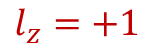 l_z = +1